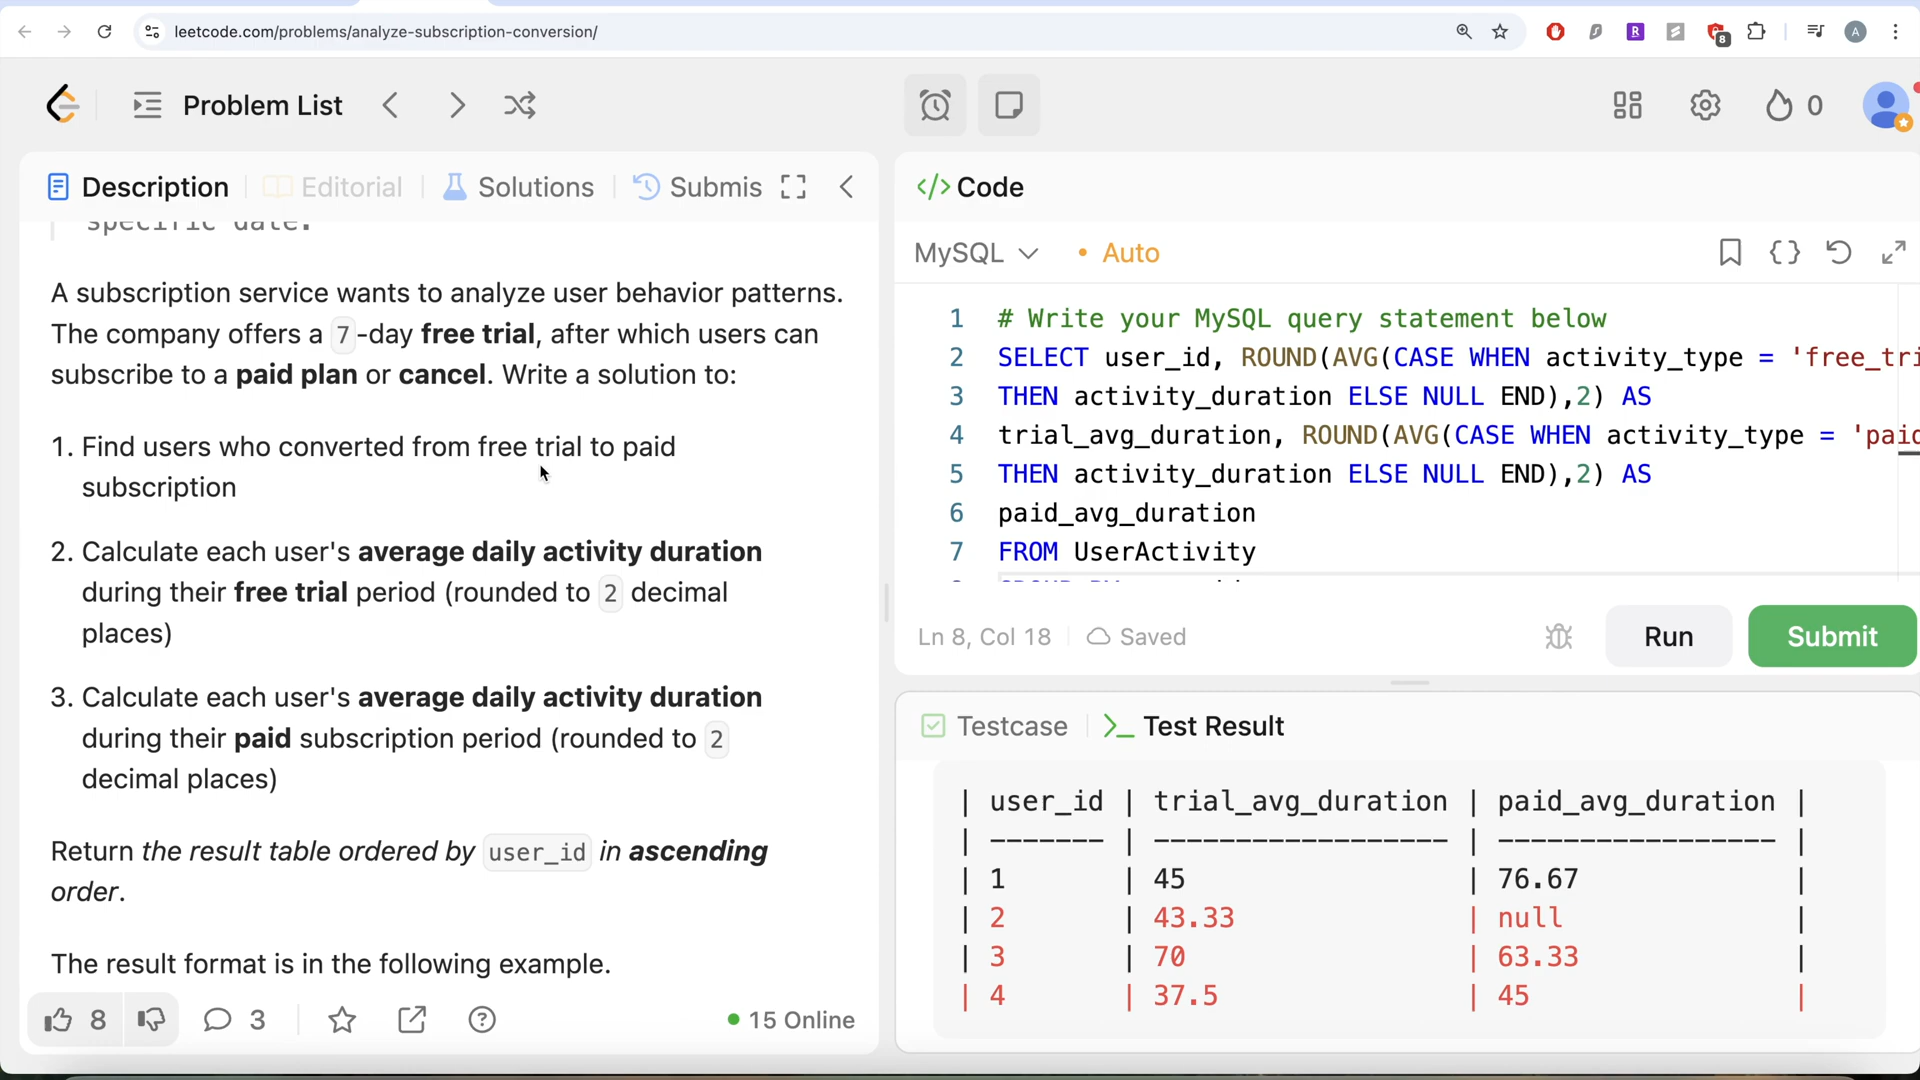 leetcode.com/problems/analyze-subscription-conversion/
R
8
A
Problem List
0
Description
Editorial
Solutions
Submis
</> Code
specific date.
A subscription service wants to analyze user behavior patterns.
The company offers a 7-day free trial, after which users can
subscribe to a paid plan or cancel. Write a solution to:
1. Find users who converted from free trial to paid
subscription
2. Calculate each user's average daily activity duration
during their free trial period (rounded to 2 decimal
places)
3. Calculate each user's average daily activity duration
during their paid subscription period (rounded to 2
decimal places)
Return the result table ordered by user_id in ascending
order.
The result format is in the following example.
8
3
15 Online
MySQL
• Auto
1 # Write your MySQL query statement below
2 SELECT user_id, ROUND(AVG(CASE WHEN activity_type = 'free_tri
3 THEN activity_duration ELSE NULL END),2) AS
4 trial_avg_duration, ROUND(AVG(CASE WHEN activity_type = 'paid
5 THEN activity_duration ELSE NULL END),2) AS
6 paid_avg_duration
7 FROM UserActivity
Ln 8, Col 18
Saved
Run
Submit
Testcase
Test Result
| user_id | trial_avg_duration | paid_avg_duration |
| ------- | ------------------ | ----------------- |
| 1 | 45 | 76.67 |
| 2 | 43.33 | null |
| 3 | 70 | 63.33 |
| 4 | 37.5 | 45 |